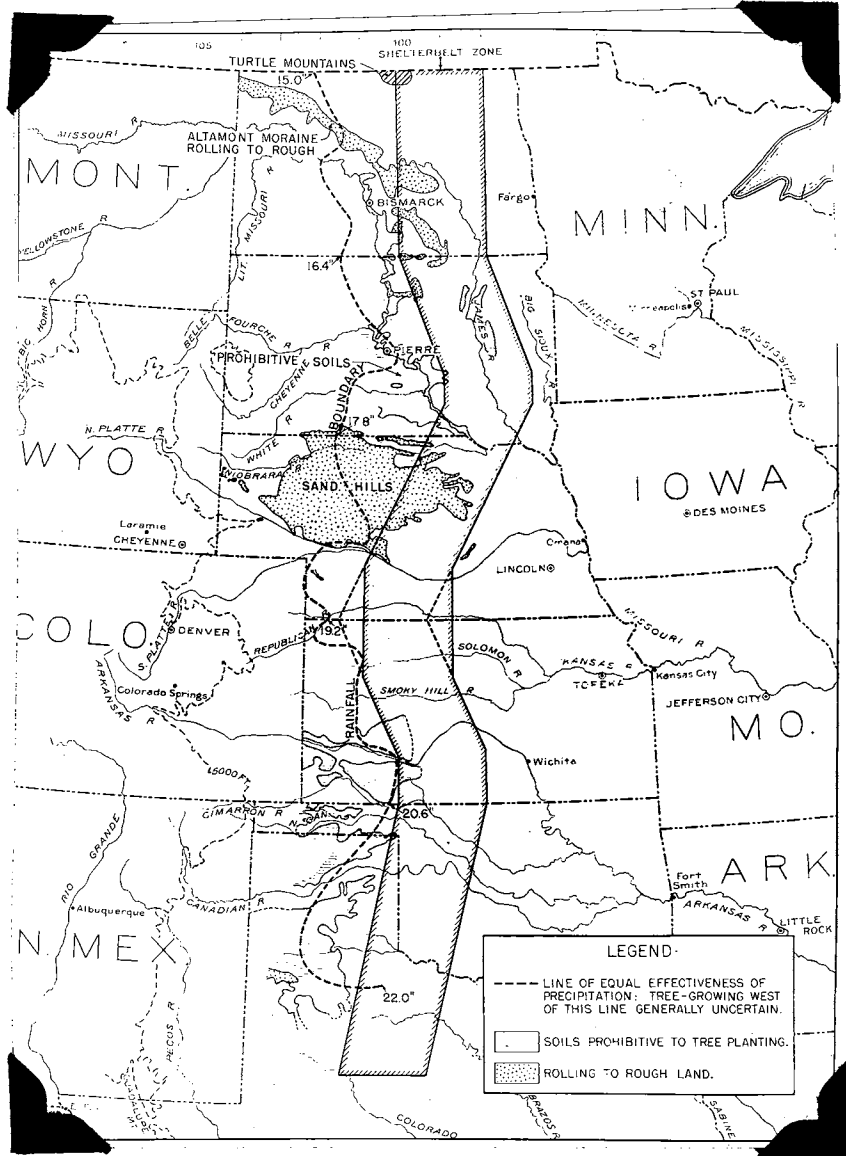 105
100
SHELTERBELT ZONE
TURTLE MOUNTAINS
15.0"
MISSOURI R
ALTAMONT MORAINE
ROLLING TO ROUGH
MONT.
MISSOURI R
LIT.
BISMARCK
Fargo
MINN.
YELLOWSTONE R
16.4"
BIG HORN R
BELLE FOURCHE R
JAMES R
BIG SIOUX R
MINNESOTA R
ST PAUL
MISSISSIPPI R
PIERRE
PROHIBITIVE SOILS
CHEYENNE R
BOUNDARY
17.8"
N. PLATTE R
WHITE R
WYO
NIOBRARA R
SAND HILLS
IOWA
DES MOINES
Laramie
CHEYENNE
Omaha
LINCOLN
COLO.
S. PLATTE R
DENVER
REPUBLICAN
19.2"
MISSOURI R
SOLOMON R
KANSAS R
Kansas City
ARKANSAS R
Colorado Springs
SMOKY HILL R
JEFFERSON CITY
RAINFALL
MO.
Wichita
5000 FT.
CIMARRON R
20.6"
RIO GRANDE
ARK.
Fort
Smith
CANADIAN R
ARKANSAS R
LITTLE
ROCK
Albuquerque
N. MEX
22.0"
PECOS R
COLORADO
BRAZOS R
SABINE
LEGEND
LINE OF EQUAL EFFECTIVENESS OF
PRECIPITATION: TREE-GROWING WEST
OF THIS LINE GENERALLY UNCERTAIN.
SOILS PROHIBITIVE TO TREE PLANTING.
ROLLING TO ROUGH LAND.